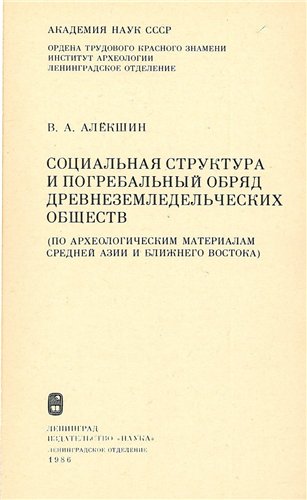 АКАДЕМИЯ НАУК СССР
ОРДЕНА ТРУДОВОГО КРАСНОГО ЗНАМЕНИ
ИНСТИТУТ АРХЕОЛОГИИ
ЛЕНИНГРАДСКОЕ ОТДЕЛЕНИЕ
В. А. АЛЁКШИН
СОЦИАЛЬНАЯ СТРУКТУРА
И ПОГРЕБАЛЬНЫЙ ОБРЯД
ДРЕВНЕЗЕМЛЕДЕЛЬЧЕСКИХ
ОБЩЕСТВ
(ПО АРХЕОЛОГИЧЕСКИМ МАТЕРИАЛАМ
СРЕДНЕЙ АЗИИ И БЛИЖНЕГО ВОСТОКА)
ЛЕНИНГРАД
ИЗДАТЕЛЬСТВО «НАУКА»
ЛЕНИНГРАДСКОЕ ОТДЕЛЕНИЕ
1986